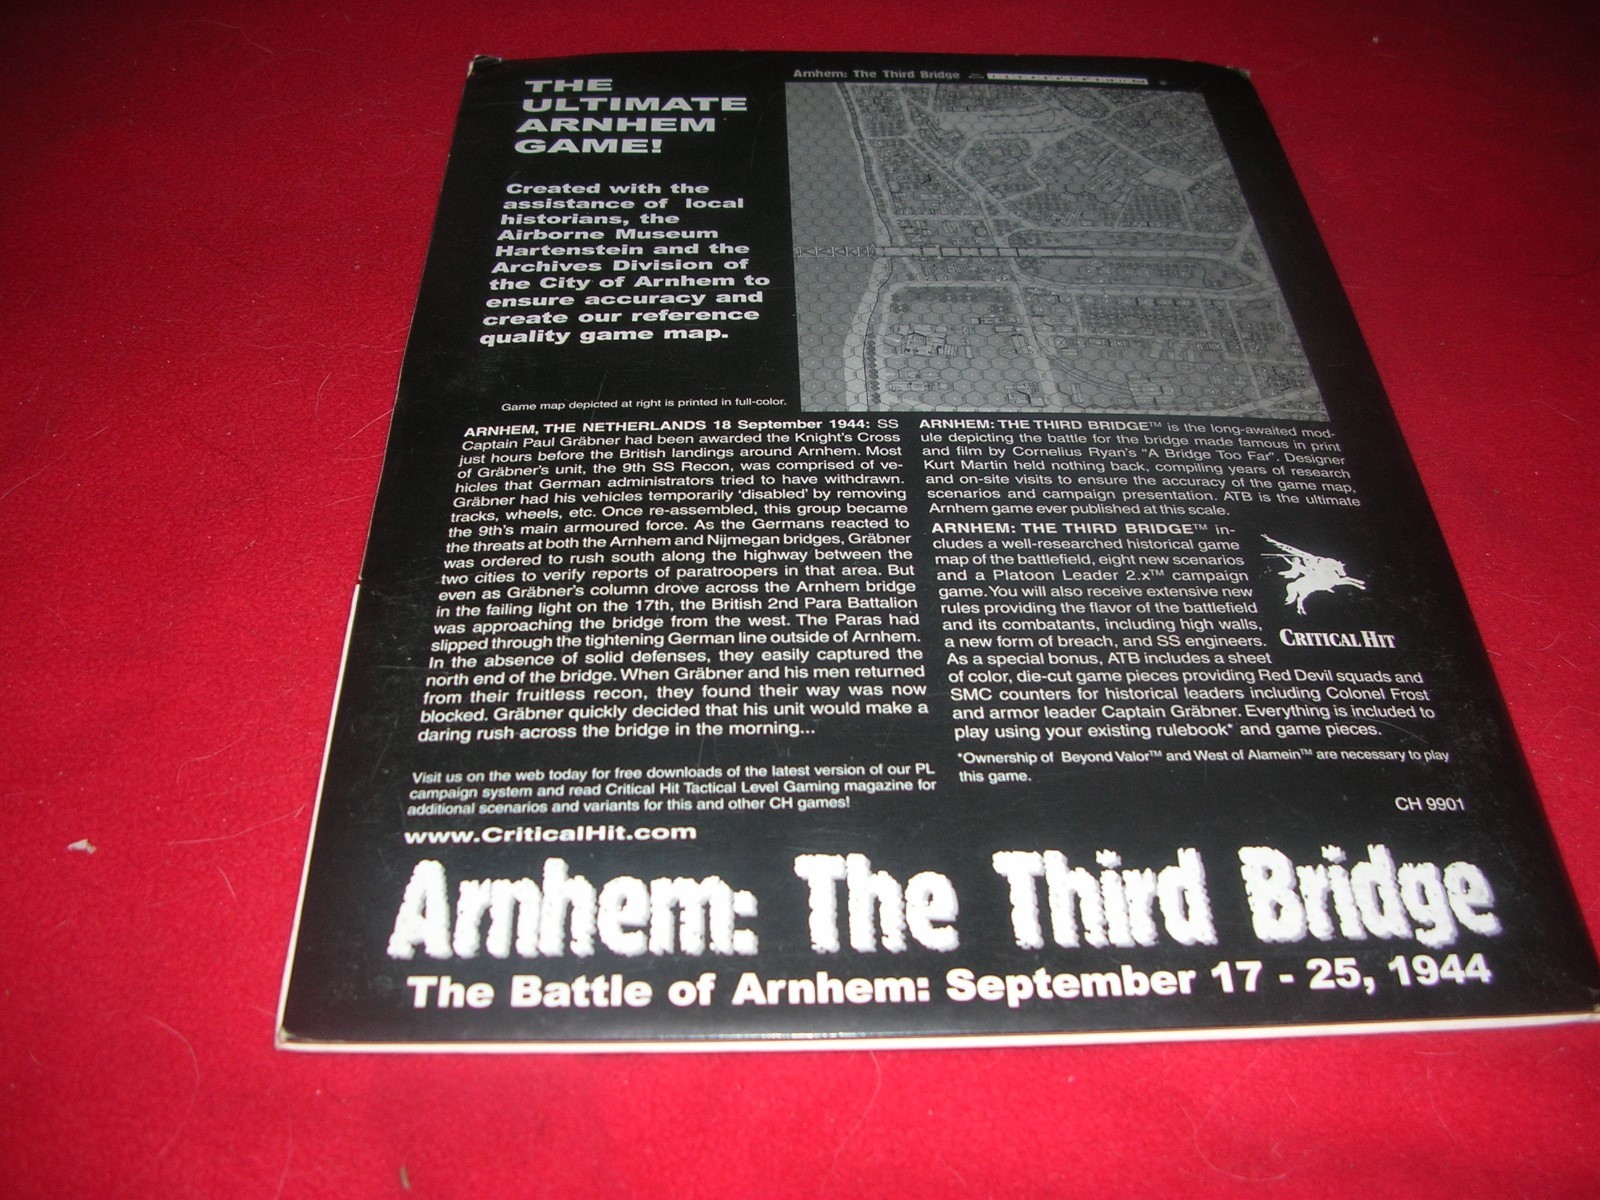 THE
ULTIMATE
ARNHEM
GAME!
Created with the
assistance of local
historians, the
Airborne Museum
Hartenstein and the
Archives Division of
the City of Arnhem to
ensure accuracy and
create our reference
quality game map.
Game map depicted at right is printed in full-color.
Arnhem: The Third Bridge
ARNHEM, THE NETHERLANDS 18 September 1944: SS
Captain Paul Gräbner had been awarded the Knight's Cross
just hours before the British landings around Arnhem. Most
of Gräbner's unit, the 9th SS Recon, was comprised of ve-
hicles that German administrators tried to have withdrawn.
Gräbner had his vehicles temporarily 'disabled' by removing
tracks, wheels, etc. Once re-assembled, this group became
the 9th's main armoured force. As the Germans reacted to
the threats at both the Arnhem and Nijmegan bridges, Gräbner
was ordered to rush south along the highway between the
two cities to verify reports of paratroopers in that area. But
even as Gräbner's column drove across the Arnhem bridge
in the failing light on the 17th, the British 2nd Para Battalion
was approaching the bridge from the west. The Paras had
slipped through the tightening German line outside of Arnhem.
In the absence of solid defenses, they easily captured the
north end of the bridge. When Gräbner and his men returned
from their fruitless recon, they found their way was now
blocked. Gräbner quickly decided that his unit would make a
daring rush across the bridge in the morning...
Visit us on the web today for free downloads of the latest version of our PL
campaign system and read Critical Hit Tactical Level Gaming magazine for
additional scenarios and variants for this and other CH games!
www.CriticalHit.com
ARNHEM: THE THIRD BRIDGE™ is the long-awaited mod-
ule depicting the battle for the bridge made famous in print
and film by Cornelius Ryan's "A Bridge Too Far". Designer
Kurt Martin held nothing back, compiling years of research
and on-site visits to ensure the accuracy of the game map,
scenarios and campaign presentation. ATB is the ultimate
Arnhem game ever published at this scale.
ARNHEM: THE THIRD BRIDGE™ in-
cludes a well-researched historical game
map of the battlefield, eight new scenarios
and a Platoon Leader 2.x™ campaign
game. You will also receive extensive new
rules providing the flavor of the battlefield
and its combatants, including high walls,
a new form of breach, and SS engineers.
As a special bonus, ATB includes a sheet
of color, die-cut game pieces providing Red Devil squads and
SMC counters for historical leaders including Colonel Frost
and armor leader Captain Gräbner. Everything is included to
play using your existing rulebook* and game pieces.
*Ownership of Beyond Valor™ and West of Alamein™ are necessary to play
this game.
CRITICAL HIT
CH 9901
Arnhem: The Third Bridge
The Battle of Arnhem: September 17 - 25, 1944